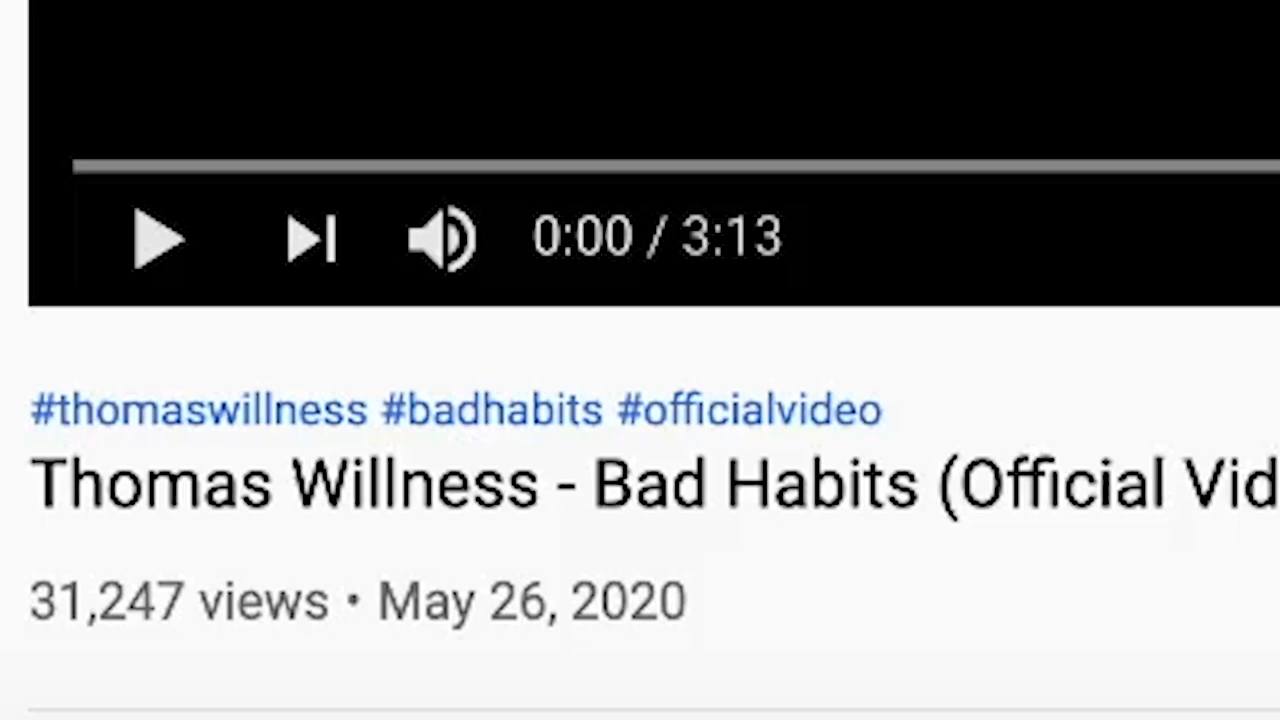 0:00 / 3:13
#thomaswillness #badhabits #officialvideo
Thomas Willness - Bad Habits (Official Vid
31,247 views • May 26, 2020